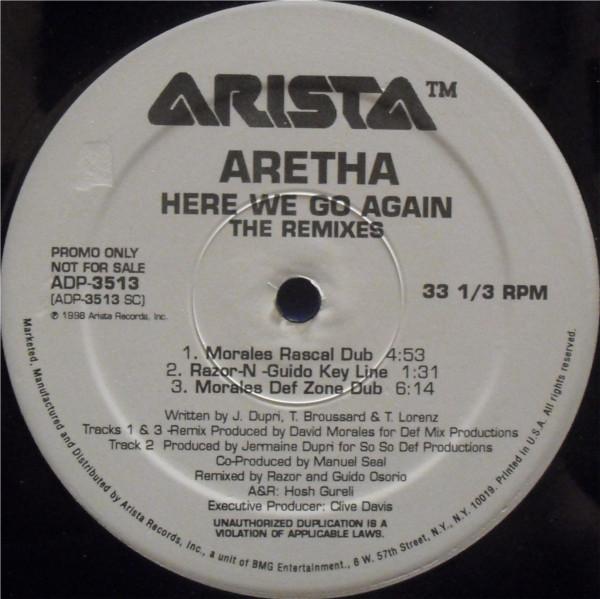 ARISTA™
ARETHA
HERE WE GO AGAIN
THE REMIXES
PROMO ONLY
NOT FOR SALE
ADP-3513
(ADP-3513 SC)
℗ 1998 Arista Records, Inc.
33 1/3 RPM
1. Morales Rascal Dub 4:53
2. Razor-N -Guido Key Line 1:31
3. Morales Def Zone Dub 6:14
Written by J. Dupri, T. Broussard & T. Lorenz
Tracks 1 & 3 -Remix Produced by David Morales for Def Mix Productions
Track 2 Produced by Jermaine Dupri for So So Def Productions
Co-Produced by Manuel Seal
Remixed by Razor and Guido Osorio
A&R: Hosh Gureli
Executive Producer: Clive Davis
UNAUTHORIZED DUPLICATION IS A
VIOLATION OF APPLICABLE LAWS.
Marketed, Manufactured and Distributed by Arista Records, Inc., a unit of BMG Entertainment., 6 W. 57th Street, N.Y., N.Y. 10019. Printed in U.S.A. All rights reserved.